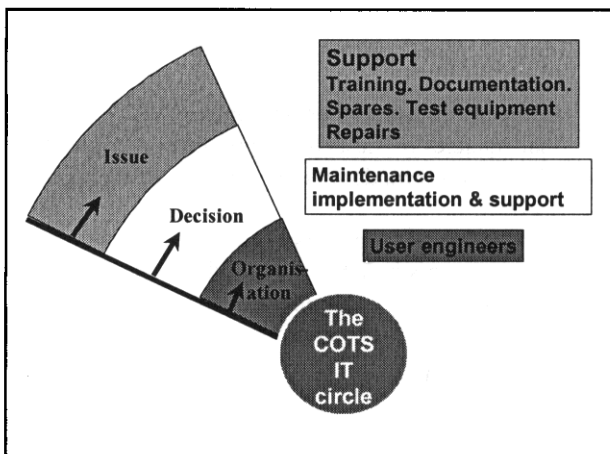 Support
Training. Documentation.
Spares. Test equipment
Repairs
Issue
Maintenance
implementation & support
Decision
User engineers
Organis-
ation
The
COTS
IT
circle